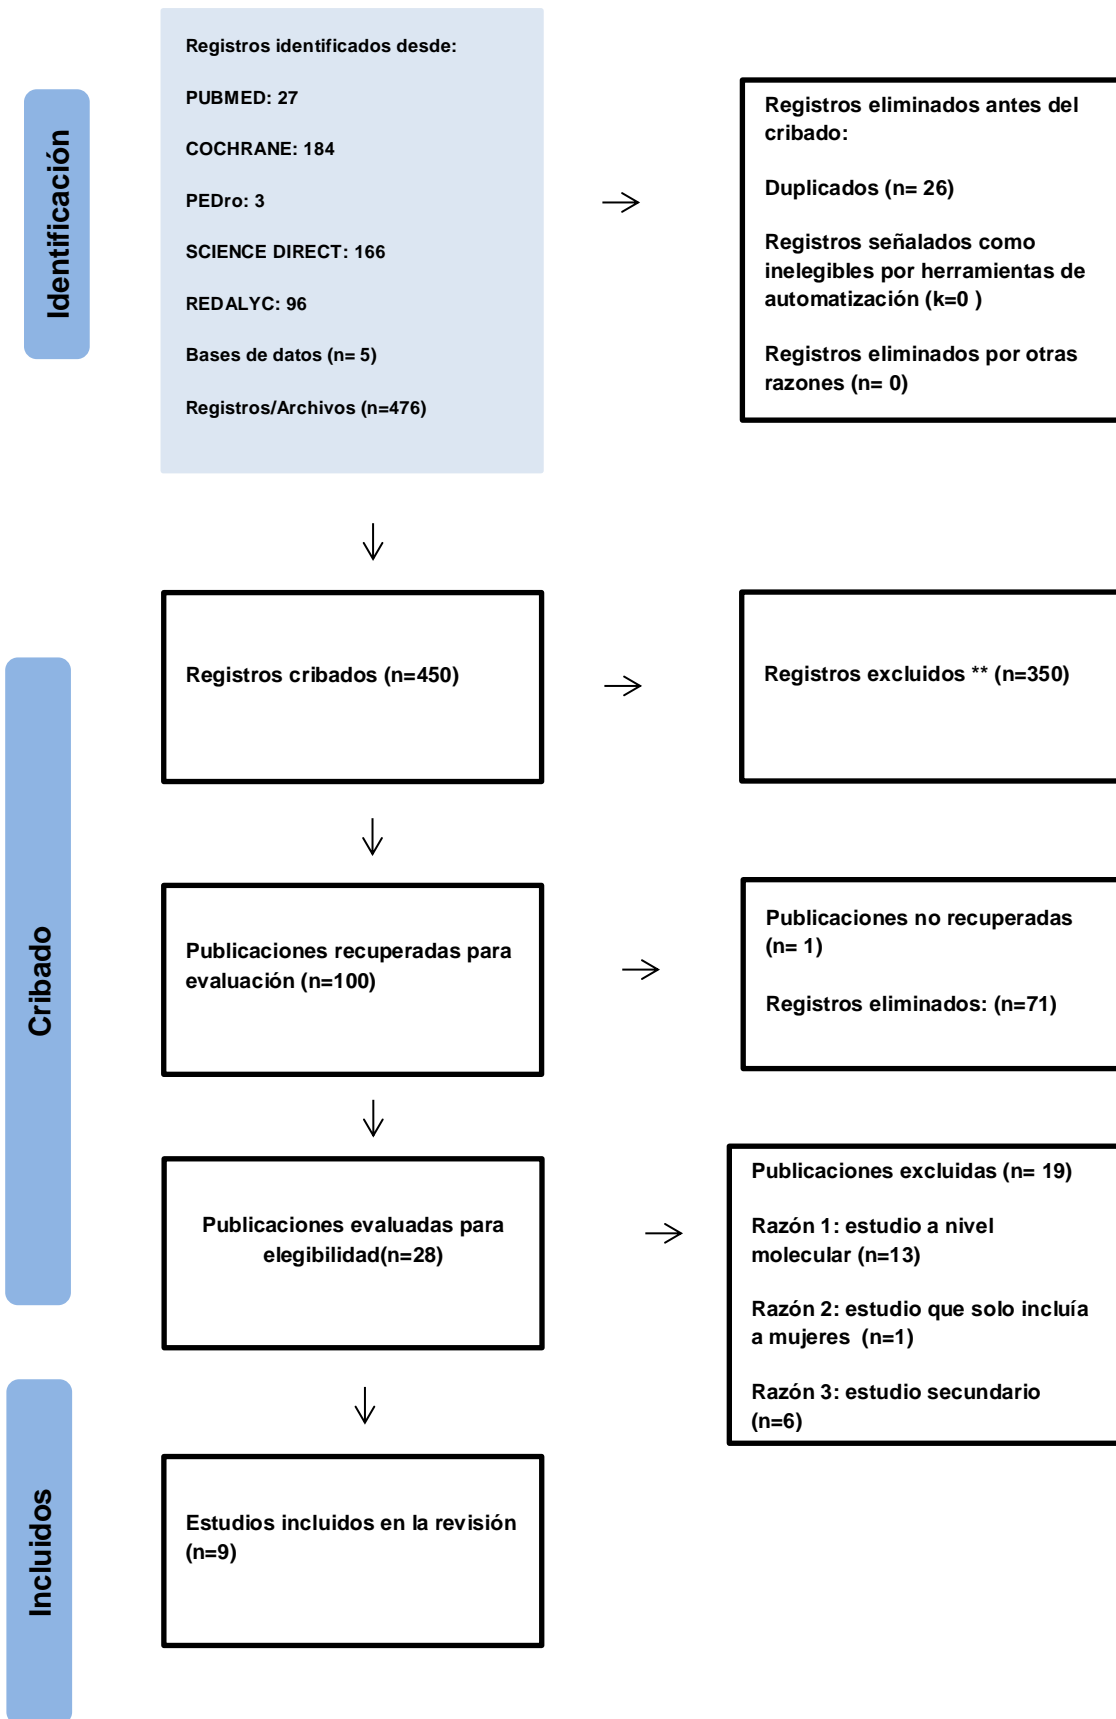 Identificación
Registros identificados desde:
PUBMED: 27
COCHRANE: 184
PEDro: 3
SCIENCE DIRECT: 166
REDALYC: 96
Bases de datos (n= 5)
Registros/Archivos (n=476)
Registros eliminados antes del
cribado:
Duplicados (n= 26)
Registros señalados como
inelegibles por herramientas de
automatización (k=0 )
Registros eliminados por otras
razones (n= 0)
Cribado
Registros cribados (n=450)
Registros excluidos ** (n=350)
Publicaciones recuperadas para
evaluación (n=100)
Publicaciones no recuperadas
(n= 1)
Registros eliminados: (n=71)
Publicaciones evaluadas para
elegibilidad(n=28)
Publicaciones excluidas (n= 19)
Razón 1: estudio a nivel
molecular (n=13)
Razón 2: estudio que solo incluía
a mujeres  (n=1)
Razón 3: estudio secundario
(n=6)
Incluidos
Estudios incluidos en la revisión
(n=9)